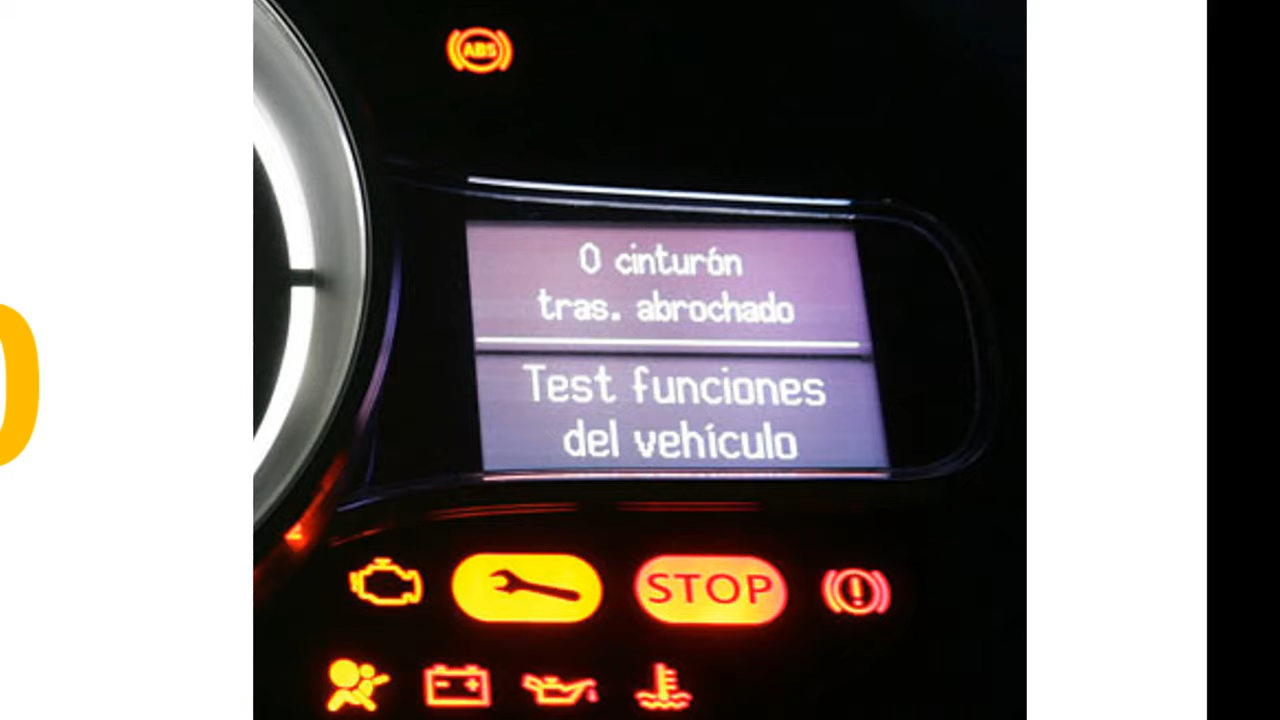 ABS
0 cinturón
tras. abrochado
Test funciones
del vehículo
STOP